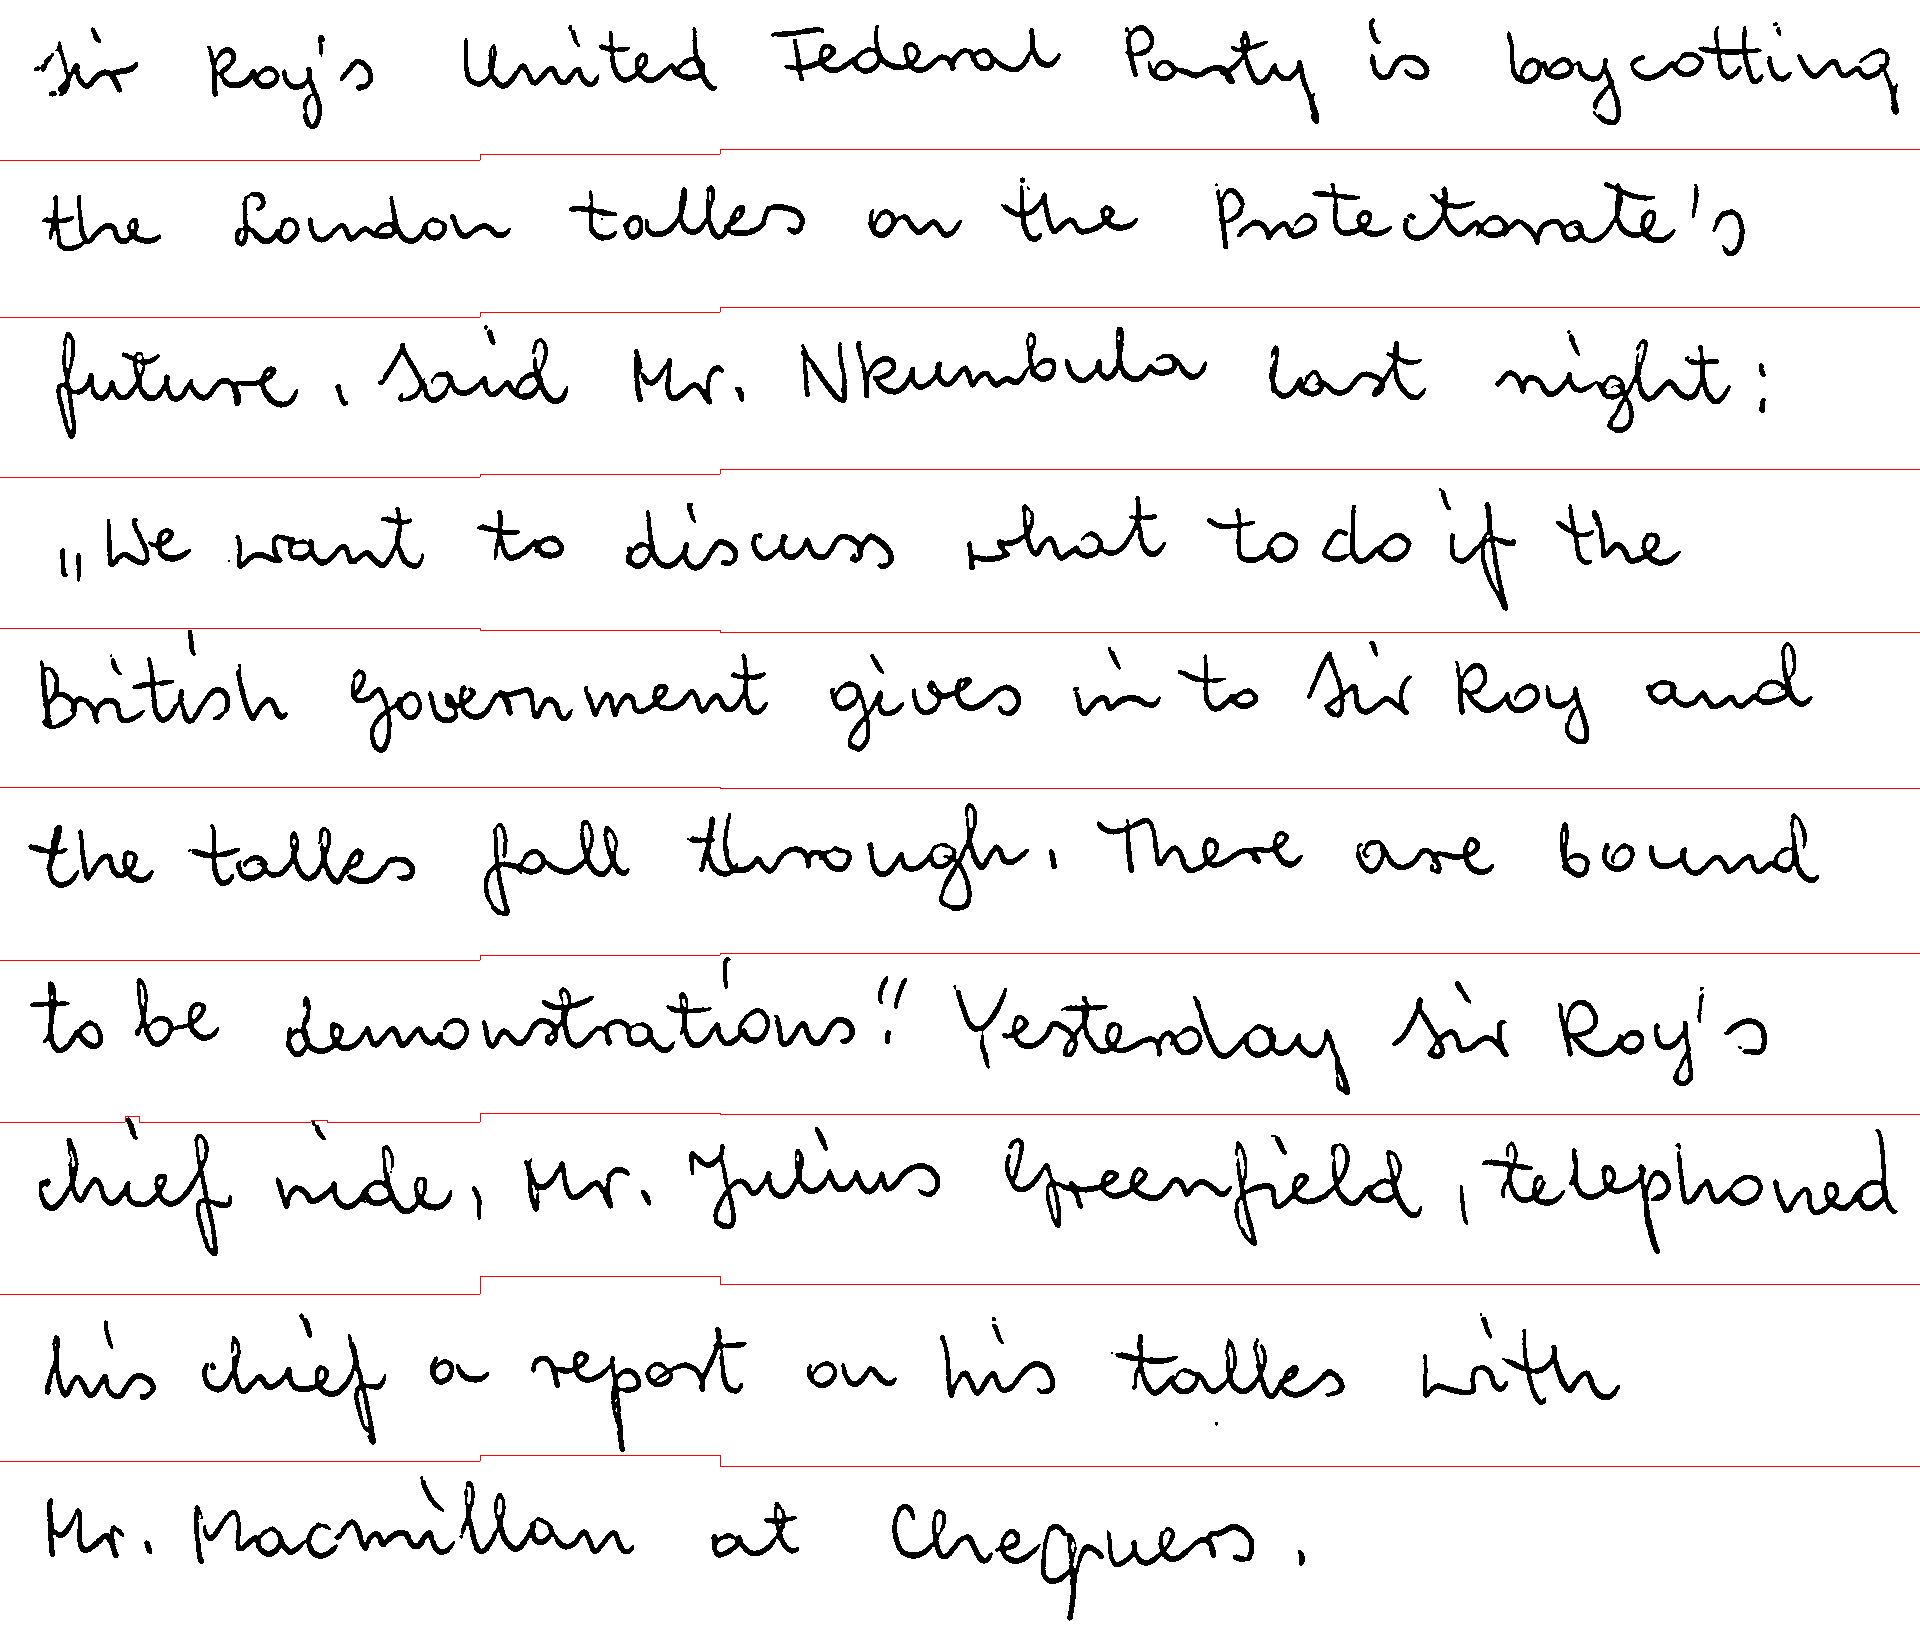 Sir Roy's United Federal Party is boycotting
the London talks on the Protectorate's
future. Said Mr. Nkumbula last night:
„We want to discuss what to do if the
British Government gives in to Sir Roy and
the talks fall through. There are bound
to be demonstrations." Yesterday Sir Roy's
chief aide, Mr. Julius Greenfield, telephoned
his chief a report on his talks with
Mr. Macmillan at Chequers.